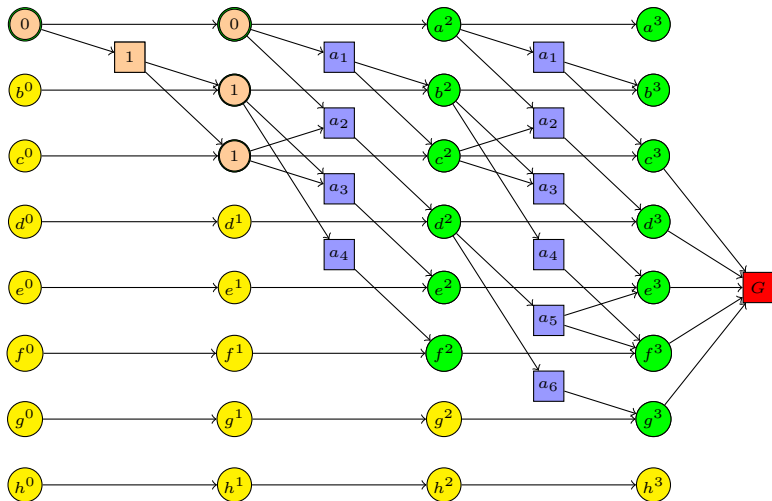 0 0 a² a³
1 a₁ a₁
b⁰ 1 b² b³
a₂ a₂
c⁰ 1 c² c³
a₃ a₃
d⁰ d¹ d² d³
a₄ a₄
e⁰ e¹ e² e³ G
a₅
f⁰ f¹ f² f³
a₆
g⁰ g¹ g² g³
h⁰ h¹ h² h³